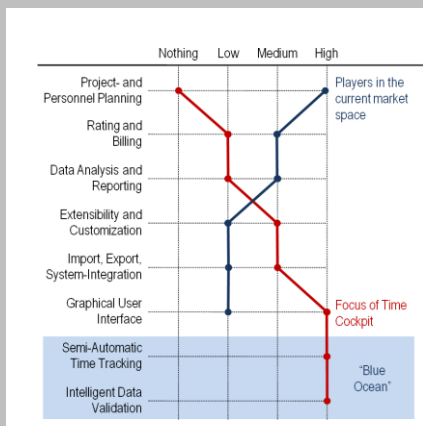 Nothing Low Medium High
Project- and
Personnel Planning
Players in the
current market
space
Rating and
Billing
Data Analysis and
Reporting
Extensibility and
Customization
Import, Export,
System-Integration
Graphical User
Interface
Focus of Time
Cockpit
Semi-Automatic
Time Tracking
"Blue
Ocean"
Intelligent Data
Validation